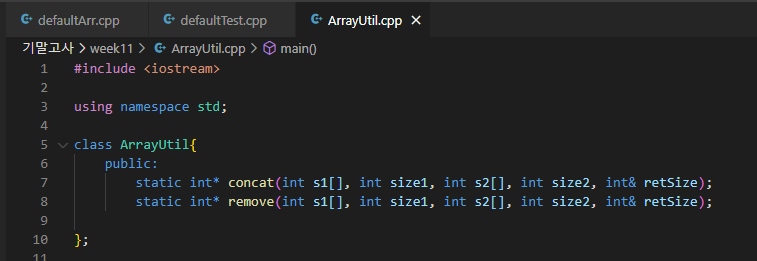 defaultArr.cpp defaultTest.cpp ArrayUtil.cpp
기말고사 > week11 > ArrayUtil.cpp > main()
1 #include <iostream>
2
3 using namespace std;
4
5 class ArrayUtil{
6 public:
7 static int* concat(int s1[], int size1, int s2[], int size2, int& retSize);
8 static int* remove(int s1[], int size1, int s2[], int size2, int& retSize);
9
10 };
11